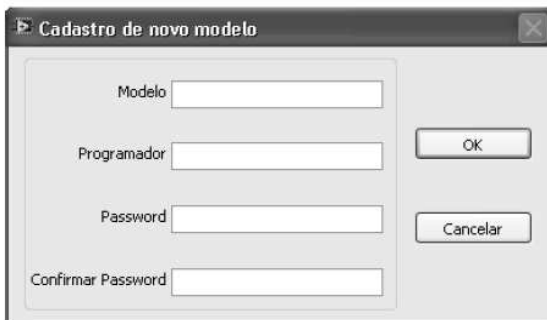 Cadastro de novo modelo
Modelo
Programador
OK
Password
Cancelar
Confirmar Password